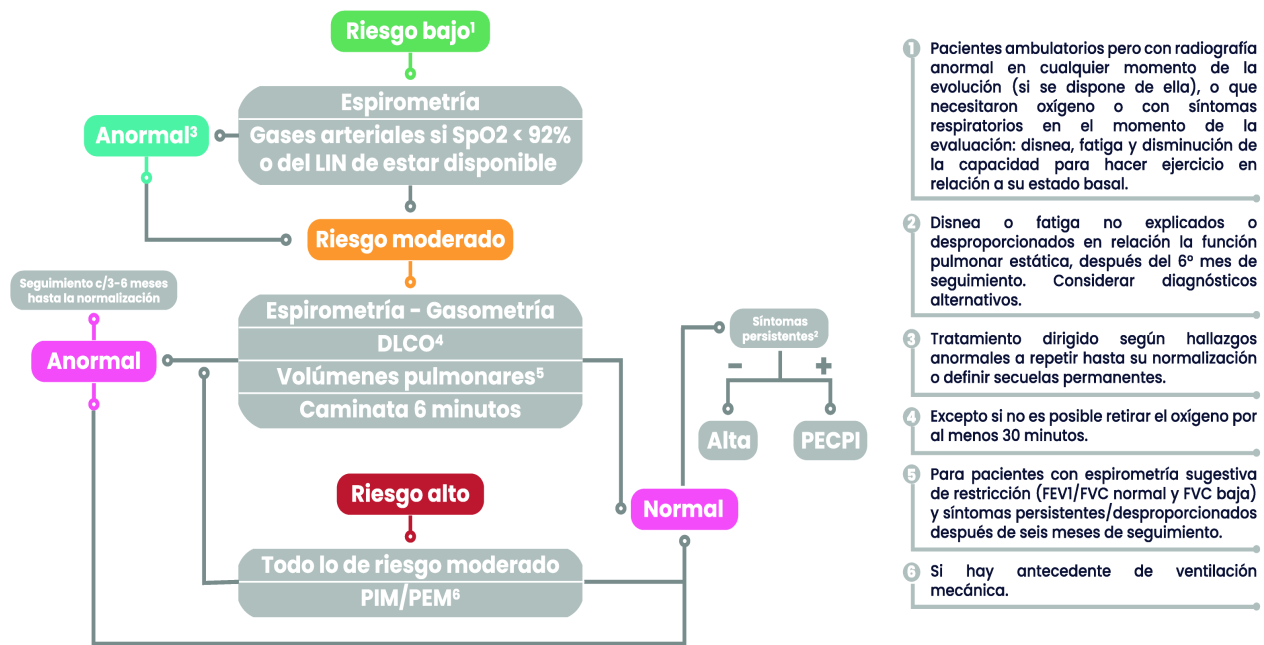 Riesgo bajo¹
Espirometría
Gases arteriales si SpO2 < 92%
o del LIN de estar disponible
Anormal³
Riesgo moderado
Seguimiento c/3-6 meses
hasta la normalización
Anormal
Espirometría - Gasometría
DLCO⁴
Volúmenes pulmonares⁵
Caminata 6 minutos
Síntomas
persistentes²
- +
Alta PECPI
Riesgo alto
Normal
Todo lo de riesgo moderado
PIM/PEM⁶
1 Pacientes ambulatorios pero con radiografía
anormal en cualquier momento de la
evolución (si se dispone de ella), o que
necesitaron oxígeno o con síntomas
respiratorios en el momento de la
evaluación: disnea, fatiga y disminución de
la capacidad para hacer ejercicio en
relación a su estado basal.
2 Disnea o fatiga no explicados o
desproporcionados en relación la función
pulmonar estática, después del 6º mes de
seguimiento. Considerar diagnósticos
alternativos.
3 Tratamiento dirigido según hallazgos
anormales a repetir hasta su normalización
o definir secuelas permanentes.
4 Excepto si no es posible retirar el oxígeno por
al menos 30 minutos.
5 Para pacientes con espirometría sugestiva
de restricción (FEV1/FVC normal y FVC baja)
y síntomas persistentes/desproporcionados
después de seis meses de seguimiento.
6 Si hay antecedente de ventilación
mecánica.